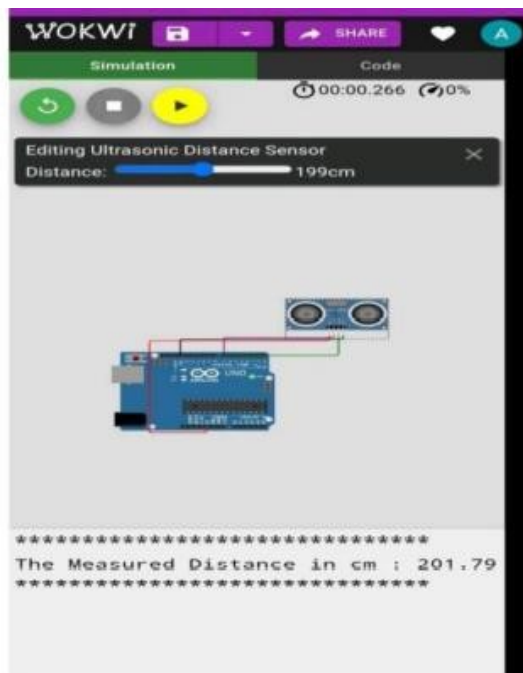 WOKWI
SHARE
A
Simulation Code
00:00.266 0%
Editing Ultrasonic Distance Sensor
Distance: 199cm
UNO
*******************************
The Measured Distance in cm : 201.79
*******************************